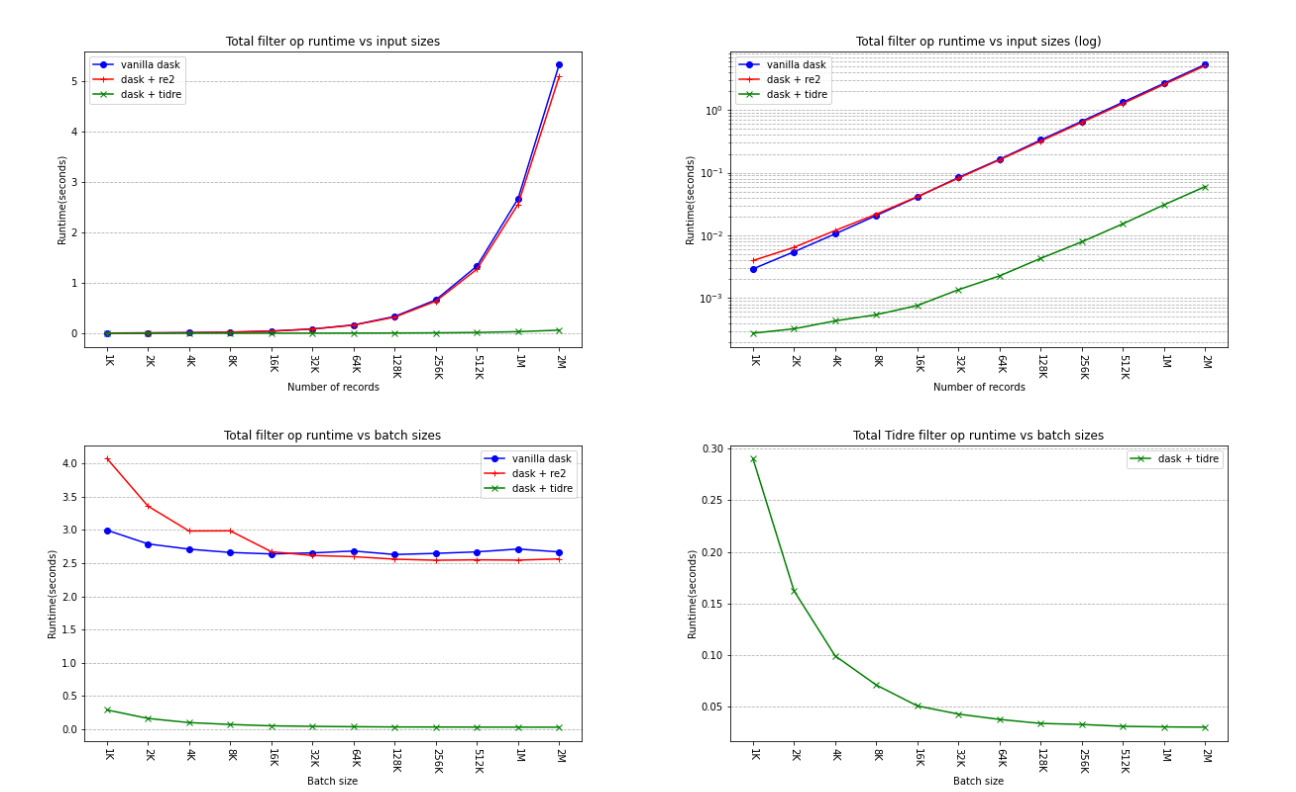 Total filter op runtime vs input sizes
vanilla dask
dask + re2
dask + tidre
Runtime(seconds)
5
4
3
2
1
0
1K
2K
4K
8K
16K
32K
64K
128K
256K
512K
1M
2M
Number of records
Total filter op runtime vs input sizes (log)
vanilla dask
dask + re2
dask + tidre
Runtime(seconds)
10⁰
10⁻¹
10⁻²
10⁻³
1K
2K
4K
8K
16K
32K
64K
128K
256K
512K
1M
2M
Number of records
Total filter op runtime vs batch sizes
vanilla dask
dask + re2
dask + tidre
Runtime(seconds)
4.0
3.5
3.0
2.5
2.0
1.5
1.0
0.5
0.0
1K
2K
4K
8K
16K
32K
64K
128K
256K
512K
1M
2M
Batch size
Total Tidre filter op runtime vs batch sizes
dask + tidre
Runtime(seconds)
0.30
0.25
0.20
0.15
0.10
0.05
1K
2K
4K
8K
16K
32K
64K
128K
256K
512K
1M
2M
Batch size